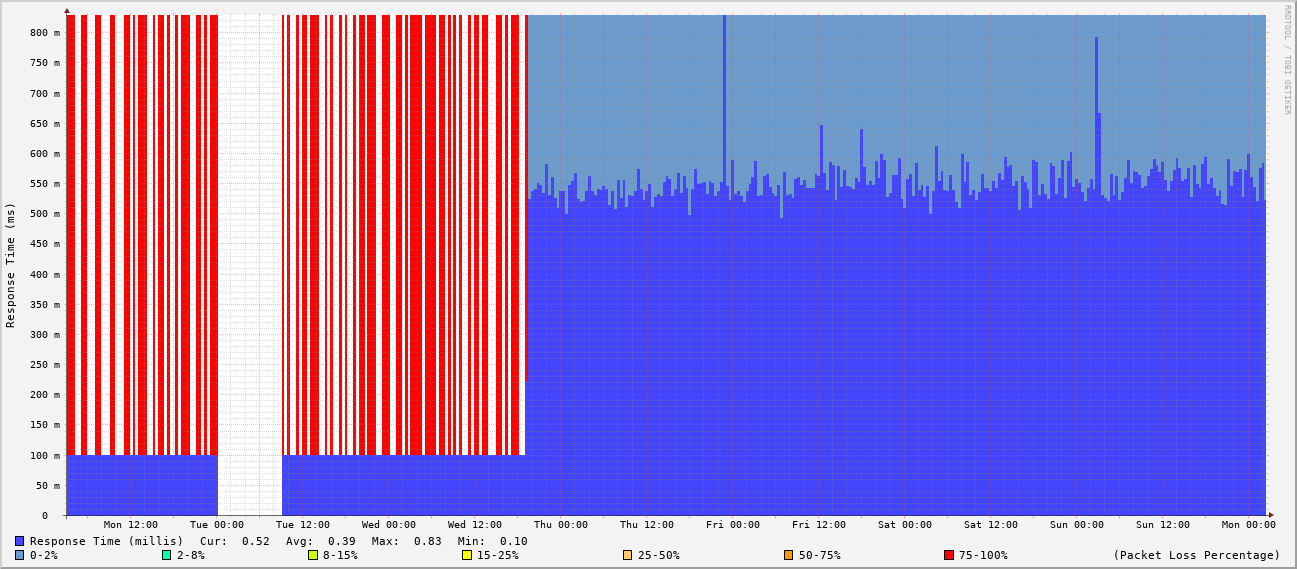 RRDTOOL / TOBI OETIKER
Response Time (ms)
800 m
750 m
700 m
650 m
600 m
550 m
500 m
450 m
400 m
350 m
300 m
250 m
200 m
150 m
100 m
50 m
0
Mon 12:00 Tue 00:00 Tue 12:00 Wed 00:00 Wed 12:00 Thu 00:00 Thu 12:00 Fri 00:00 Fri 12:00 Sat 00:00 Sat 12:00 Sun 00:00 Sun 12:00 Mon 00:00
Response Time (millis) Cur: 0.52 Avg: 0.39 Max: 0.83 Min: 0.10
0-2% 2-8% 8-15% 15-25% 25-50% 50-75% 75-100% (Packet Loss Percentage)